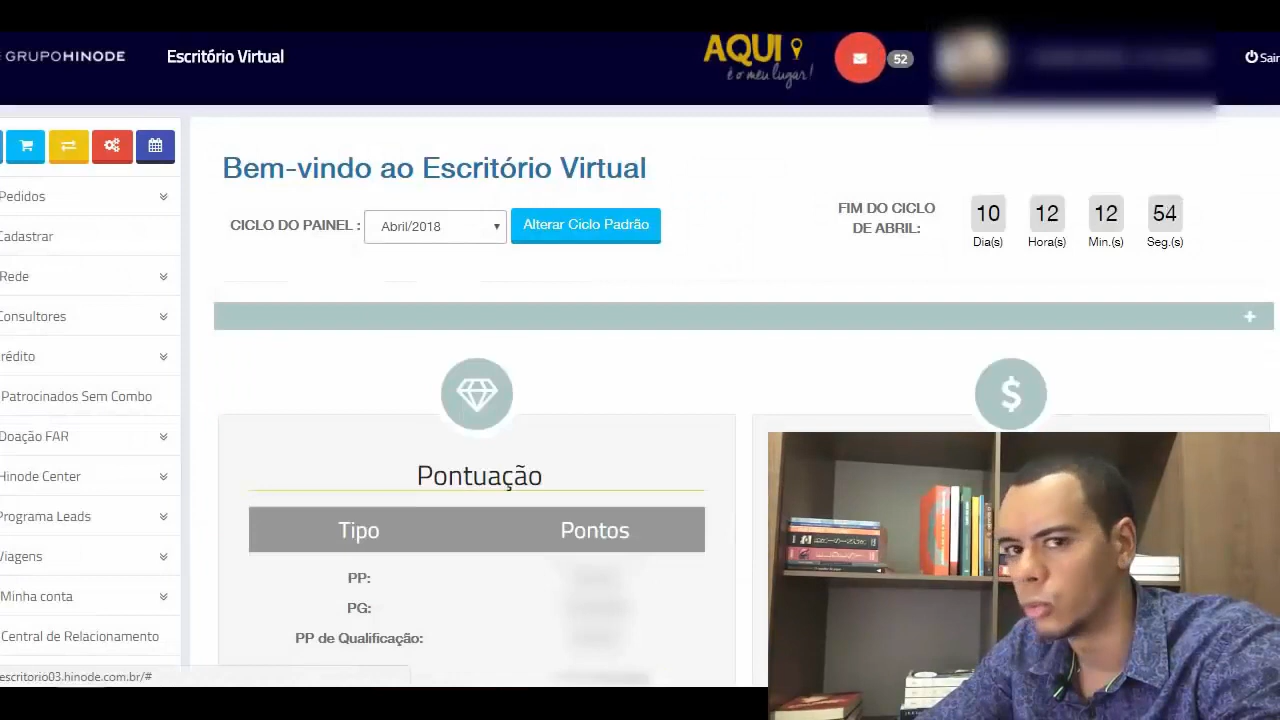 GRUPOHINODE
Escritório Virtual
AQUI
é o meu lugar!
52
Sair
Pedidos
Cadastrar
Rede
Consultores
rédito
Patrocinados Sem Combo
Doação FAR
Hinode Center
Programa Leads
Viagens
Minha conta
Central de Relacionamento
escritorio03.hinode.com.br/#
Bem-vindo ao Escritório Virtual
CICLO DO PAINEL :
Abril/2018
Alterar Ciclo Padrão
FIM DO CICLO
DE ABRIL:
10 12 12 54
Dia(s) Hora(s) Min.(s) Seg.(s)
+
$
Pontuação
Tipo Pontos
PP:
PG:
PP de Qualificação: